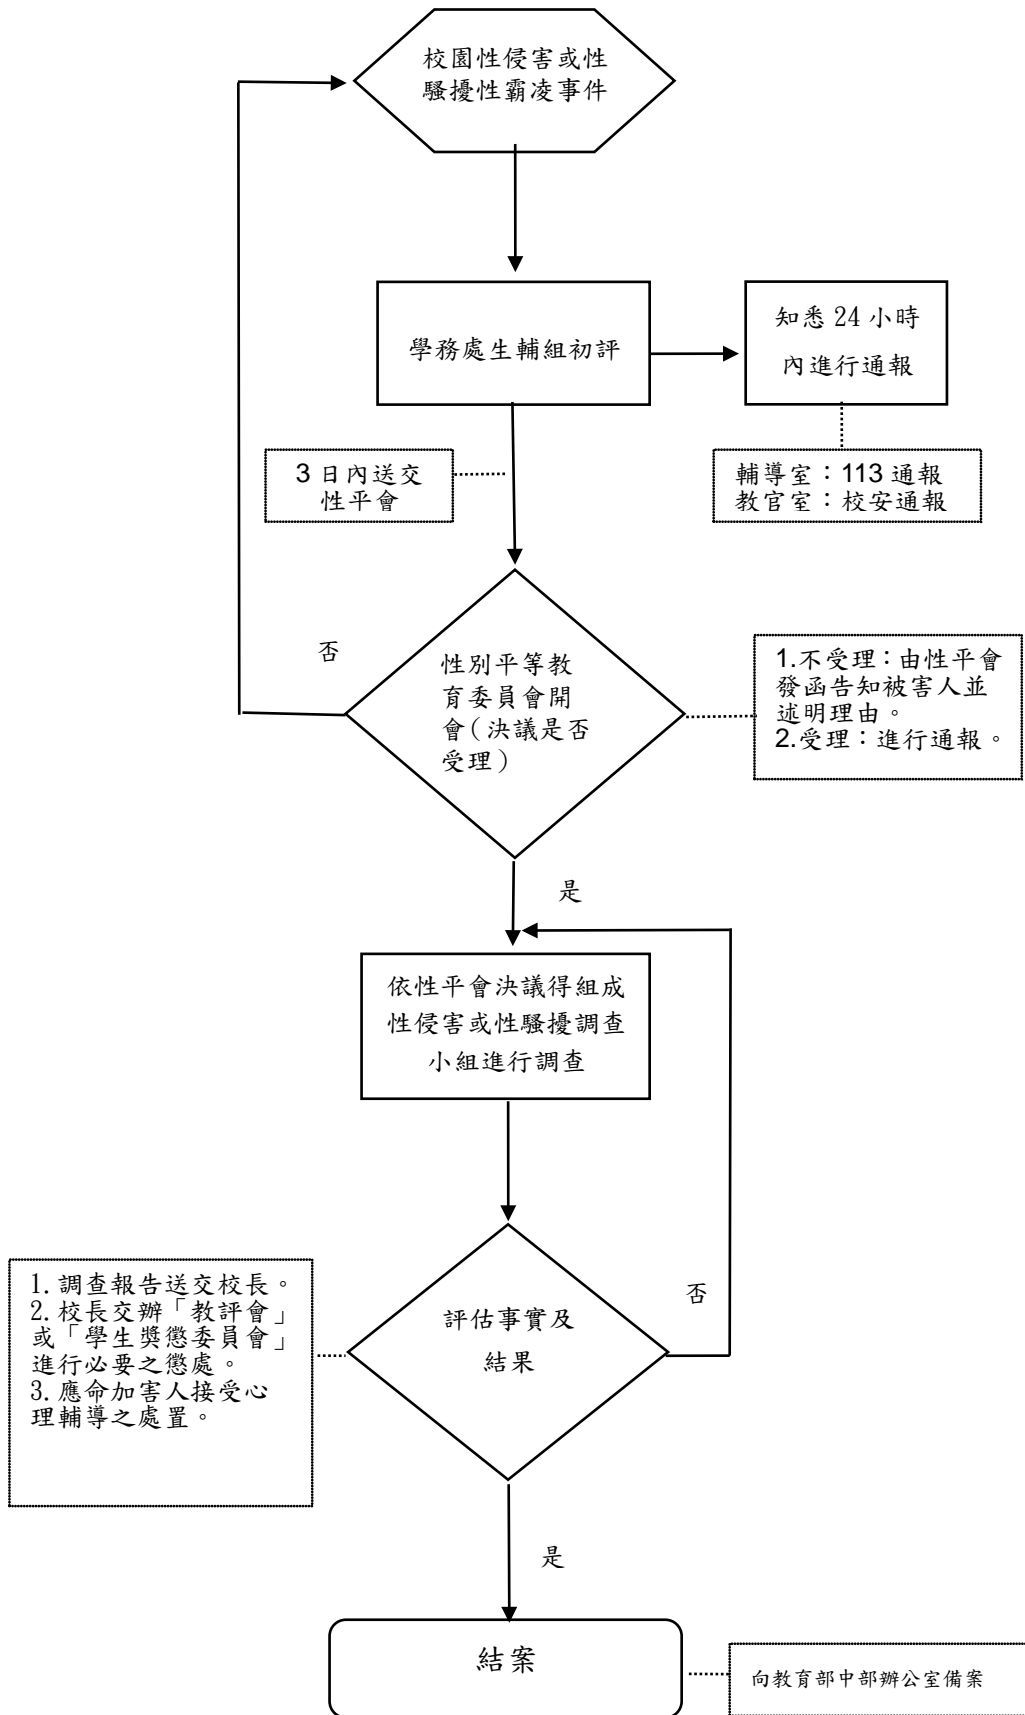 校園性侵害或性
騷擾性霸凌事件
學務處生輔組初評
知悉 24 小時
內進行通報
3 日內送交
性平會
輔導室：113 通報
教官室：校安通報
否
性別平等教
育委員會開
會（決議是否
受理）
1.不受理：由性平會
發函告知被害人並
述明理由。
2.受理：進行通報。
是
依性平會決議得組成
性侵害或性騷擾調查
小組進行調查
1. 調查報告送交校長。
2. 校長交辦「教評會」
或「學生獎懲委員會」
進行必要之懲處。
3. 應命加害人接受心
理輔導之處置。
評估事實及
結果
否
是
結案
向教育部中部辦公室備案